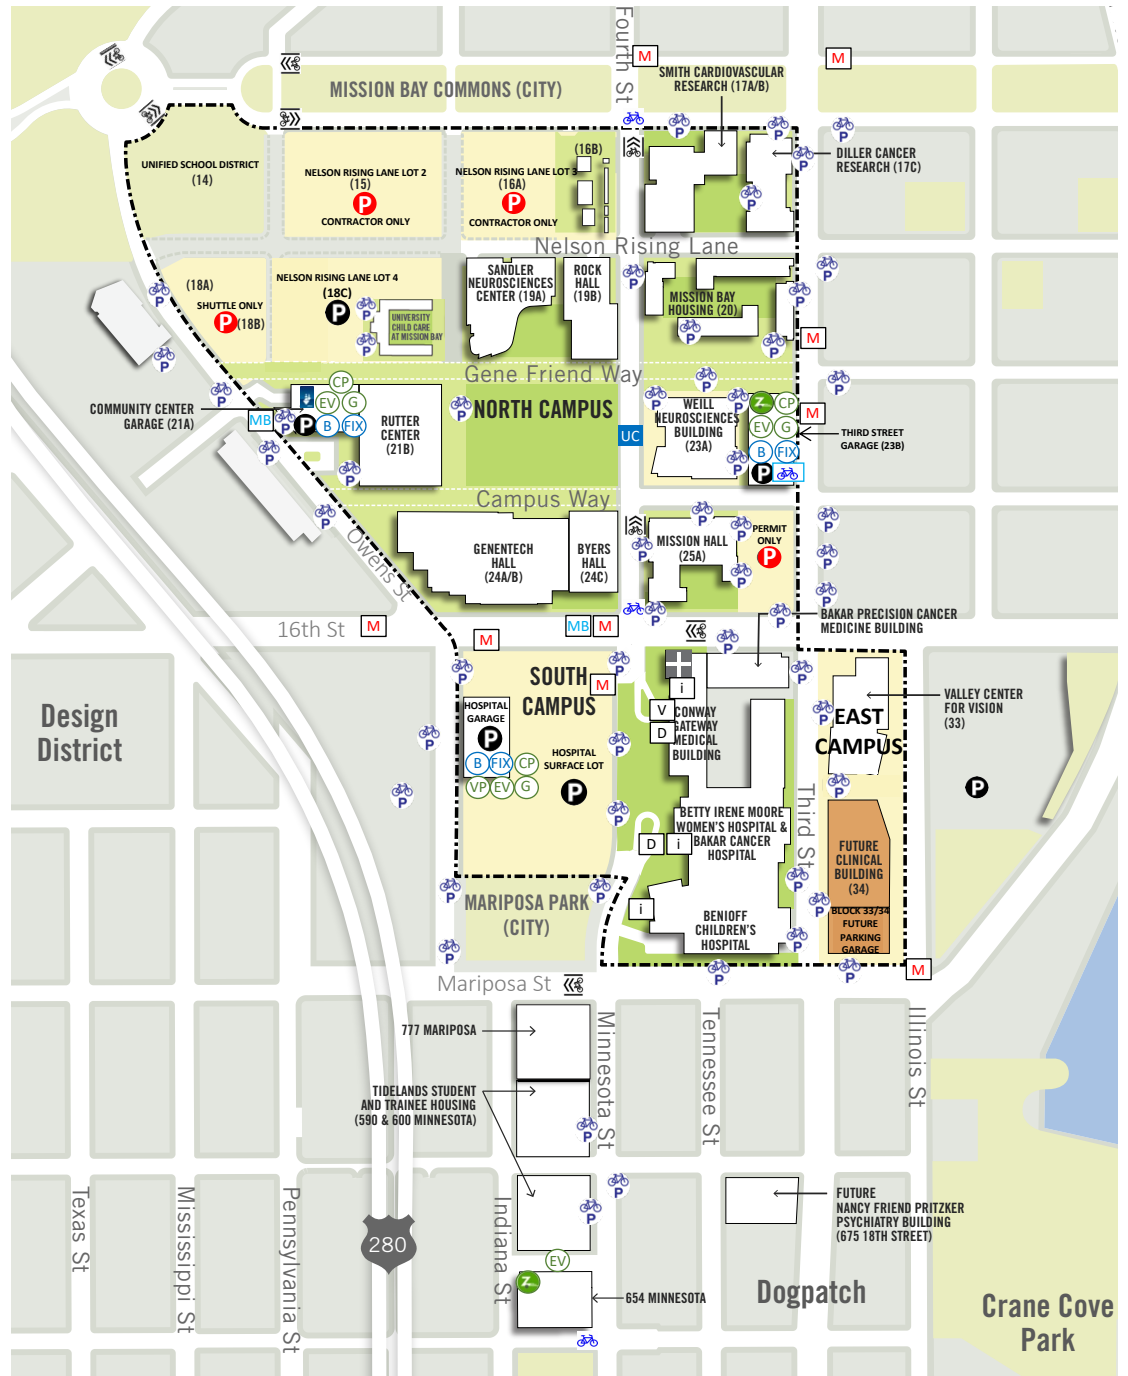 Fourth St
M
M
SMITH CARDIOVASCULAR
RESEARCH (17A/B)
MISSION BAY COMMONS (CITY)
P
P
P
P
UNIFIED SCHOOL DISTRICT
(14)
NELSON RISING LANE LOT 2
(15)
P
CONTRACTOR ONLY
NELSON RISING LANE LOT 3
(16A)
P
CONTRACTOR ONLY
(16B)
DILLER CANCER
RESEARCH (17C)
P
Nelson Rising Lane
(18A)
SHUTTLE ONLY
P (18B)
NELSON RISING LANE LOT 4
(18C)
P
UNIVERSITY
CHILD CARE
AT MISSION BAY
SANDLER
NEUROSCIENCES
CENTER (19A)
ROCK
HALL
(19B)
MISSION BAY
HOUSING (20)
P
P
P
P
P
P
P
P
P
M
Gene Friend Way
COMMUNITY CENTER
GARAGE (21A)
MB
CP
EV G
P B FIX
RUTTER
CENTER
(21B)
NORTH CAMPUS
UC
WEILL
NEUROSCIENCES
BUILDING
(23A)
Z CP
EV G
B FIX
P
M
THIRD STREET
GARAGE (23B)
P
P
P
P
P
P
P
P
P
P
Campus Way
Owens St
GENENTECH
HALL
(24A/B)
BYERS
HALL
(24C)
MISSION HALL
(25A)
PERMIT
ONLY
P
P
P
P
P
P
P
P
P
P
16th St
M
M
MB
M
BAKAR PRECISION CANCER
MEDICINE BUILDING
P
P
P
SOUTH
CAMPUS
M
HOSPITAL
GARAGE
P
B FIX CP
VP EV G
HOSPITAL
SURFACE LOT
P
i
V
D
CONWAY
GATEWAY
MEDICAL
BUILDING
EAST
CAMPUS
VALLEY CENTER
FOR VISION
(33)
Design
District
P
P
P
P
P
P
P
P
P
Third St
BETTY IRENE MOORE
WOMEN'S HOSPITAL &
BAKAR CANCER
HOSPITAL
D
i
FUTURE
CLINICAL
BUILDING
(34)
BLOCK 33/34
FUTURE
PARKING
GARAGE
MARIPOSA PARK
(CITY)
i
BENIOFF
CHILDREN'S
HOSPITAL
P
P
P
P
P
P
P
P
M
Mariposa St
777 MARIPOSA
TIDELANDS STUDENT
AND TRAINEE HOUSING
(590 & 600 MINNESOTA)
Minnesota St
Tennessee St
Illinois St
P
P
P
Texas St
Mississippi St
Pennsylvania St
Indiana St
280
EV
Z
654 MINNESOTA
FUTURE
NANCY FRIEND PRITZKER
PSYCHIATRY BUILDING
(675 18TH STREET)
Dogpatch
Crane Cove
Park